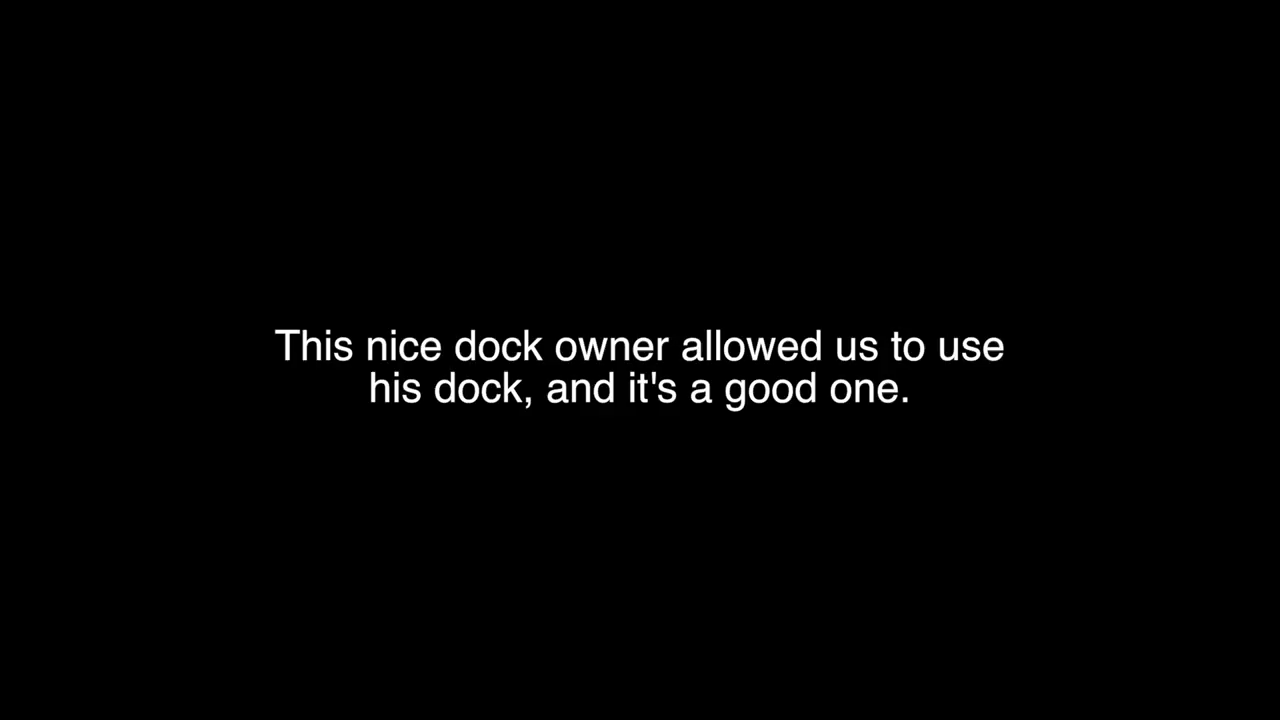 This nice dock owner allowed us to use
his dock, and it's a good one.